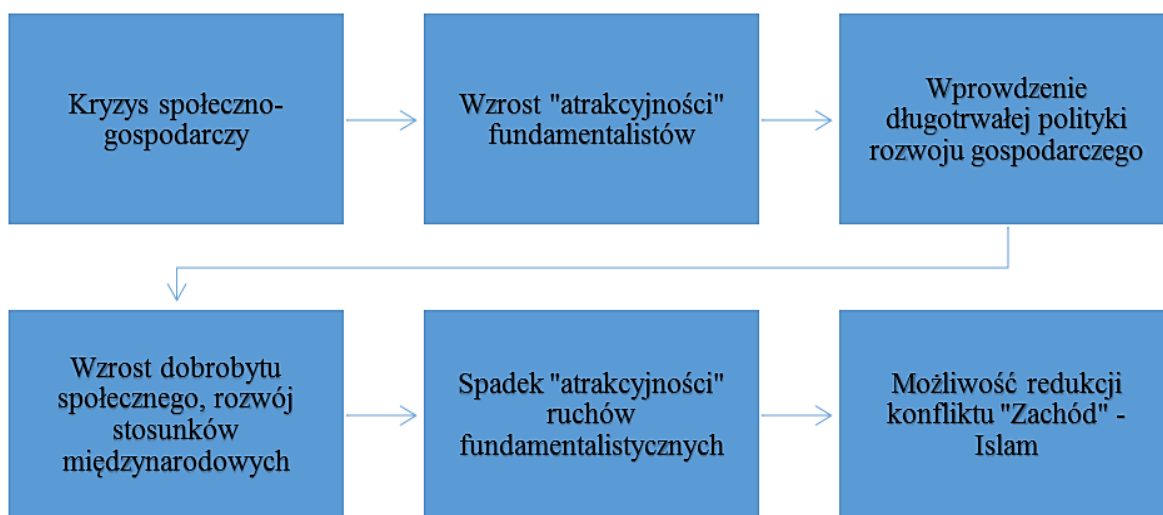 Kryzys społeczno-
gospodarczy
Wzrost "atrakcyjności"
fundamentalistów
Wprowdzenie
długotrwałej polityki
rozwoju gospodarczego
Wzrost dobrobytu
społecznego, rozwój
stosunków
międzynarodowych
Spadek "atrakcyjności"
ruchów
fundamentalistycznych
Możliwość redukcji
konfliktu "Zachód" -
Islam